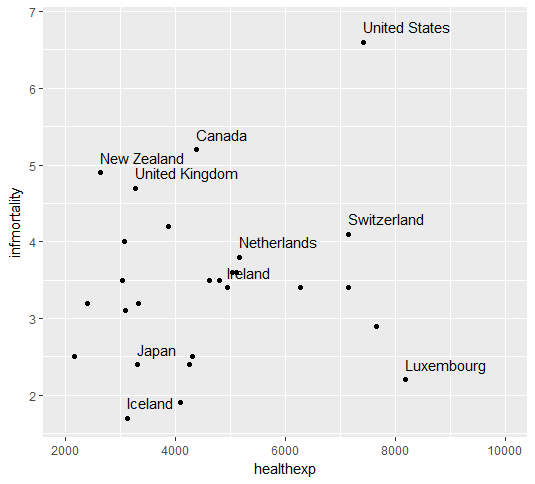 7
United States
6
Canada
5
New Zealand
United Kingdom
Switzerland
4
Netherlands
Ireland
3
Japan
Luxembourg
2
Iceland
infmortality
2000 4000 6000 8000 10000
healthexp